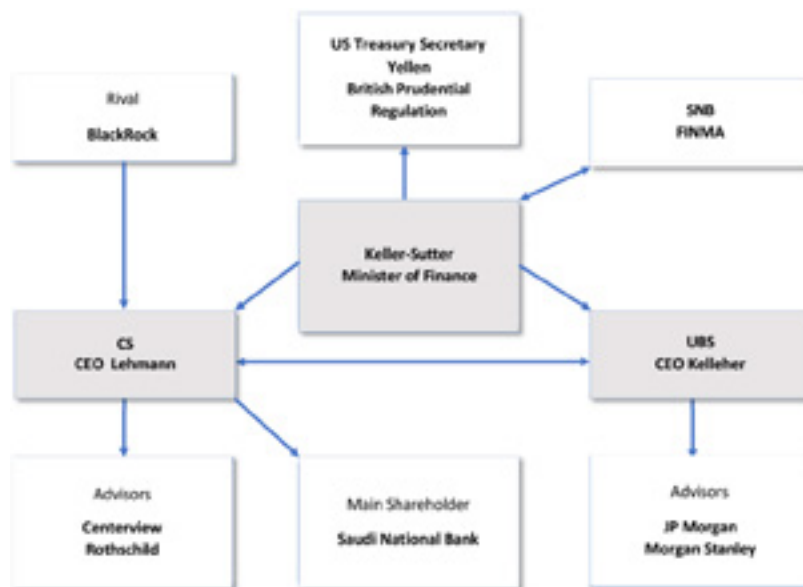 US Treasury Secretary
Yellen
British Prudential
Regulation
Rival
BlackRock
SNB
FINMA
Keller-Sutter
Minister of Finance
CS
CEO Lehmann
UBS
CEO Kelleher
Advisors
Centerview
Rothschild
Main Shareholder
Saudi National Bank
Advisors
JP Morgan
Morgan Stanley